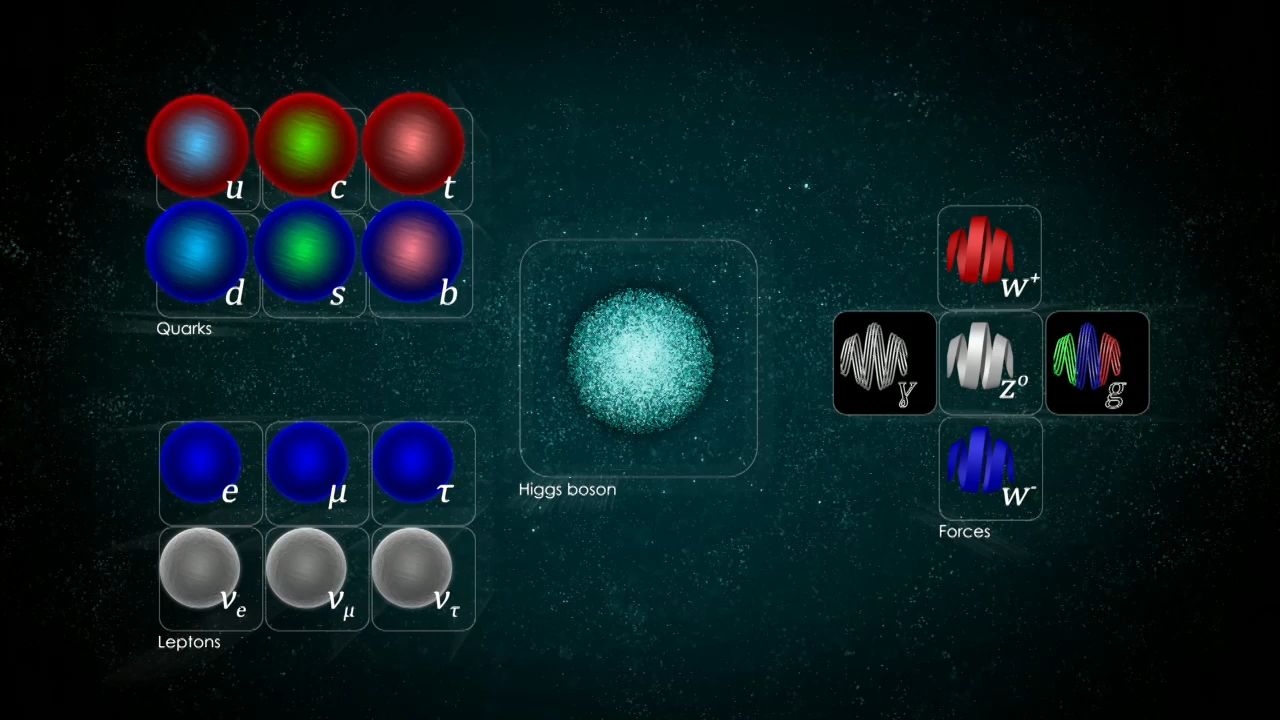 u c t
d s b
Quarks
e μ τ
νe νμ ντ
Leptons
Higgs boson
W+
γ Z0 g
W-
Forces